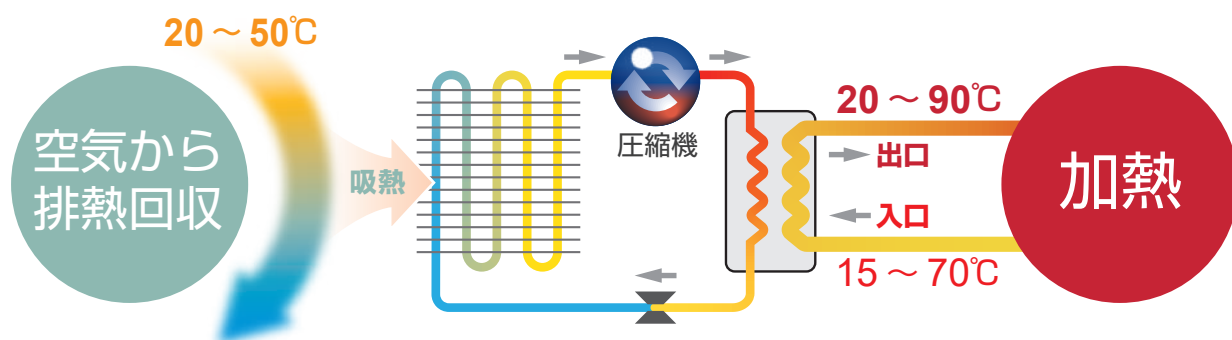 20 ～ 50℃
空気から
排熱回収
吸熱
圧縮機
20 ～ 90℃
出口
入口
15 ～ 70℃
加熱